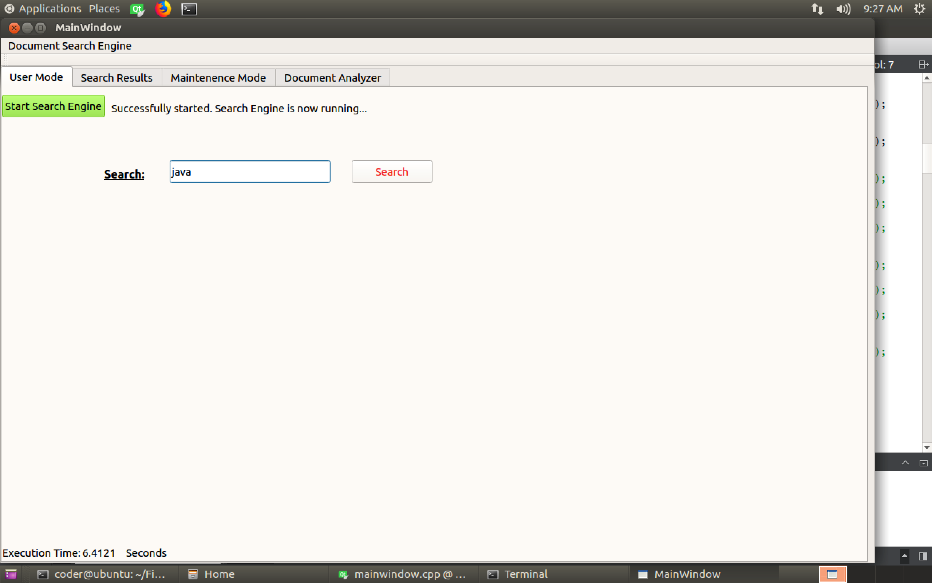 Applications Places 9:27 AM
MainWindow
Document Search Engine
User Mode Search Results Maintenence Mode Document Analyzer
Start Search Engine Successfully started. Search Engine is now running...
Search: java Search
Execution Time: 6.4121 Seconds
ol: 7
);
);
);
);
);
);
);
);
);
coder@ubuntu: ~/Fi... Home mainwindow.cpp @ ... Terminal MainWindow